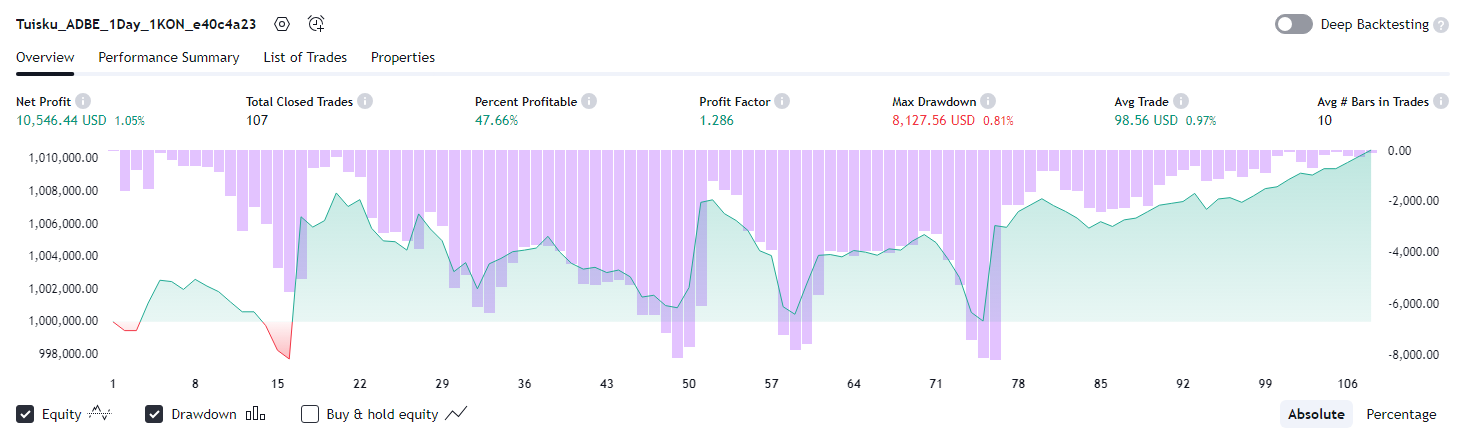 Tuisku_ADBE_1Day_1KON_e40c4a23
Deep Backtesting
Overview Performance Summary List of Trades Properties
Net Profit Total Closed Trades Percent Profitable Profit Factor Max Drawdown Avg Trade Avg # Bars in Trades
10,546.44 USD 1.05% 107 47.66% 1.286 8,127.56 USD 0.81% 98.56 USD 0.97% 10
1,010,000.00 0.00
1,008,000.00
-2,000.00
1,006,000.00
1,004,000.00 -4,000.00
1,002,000.00
-6,000.00
1,000,000.00
998,000.00 -8,000.00
1 8 15 22 29 36 43 50 57 64 71 78 85 92 99 106
Equity Drawdown Buy & hold equity Absolute Percentage